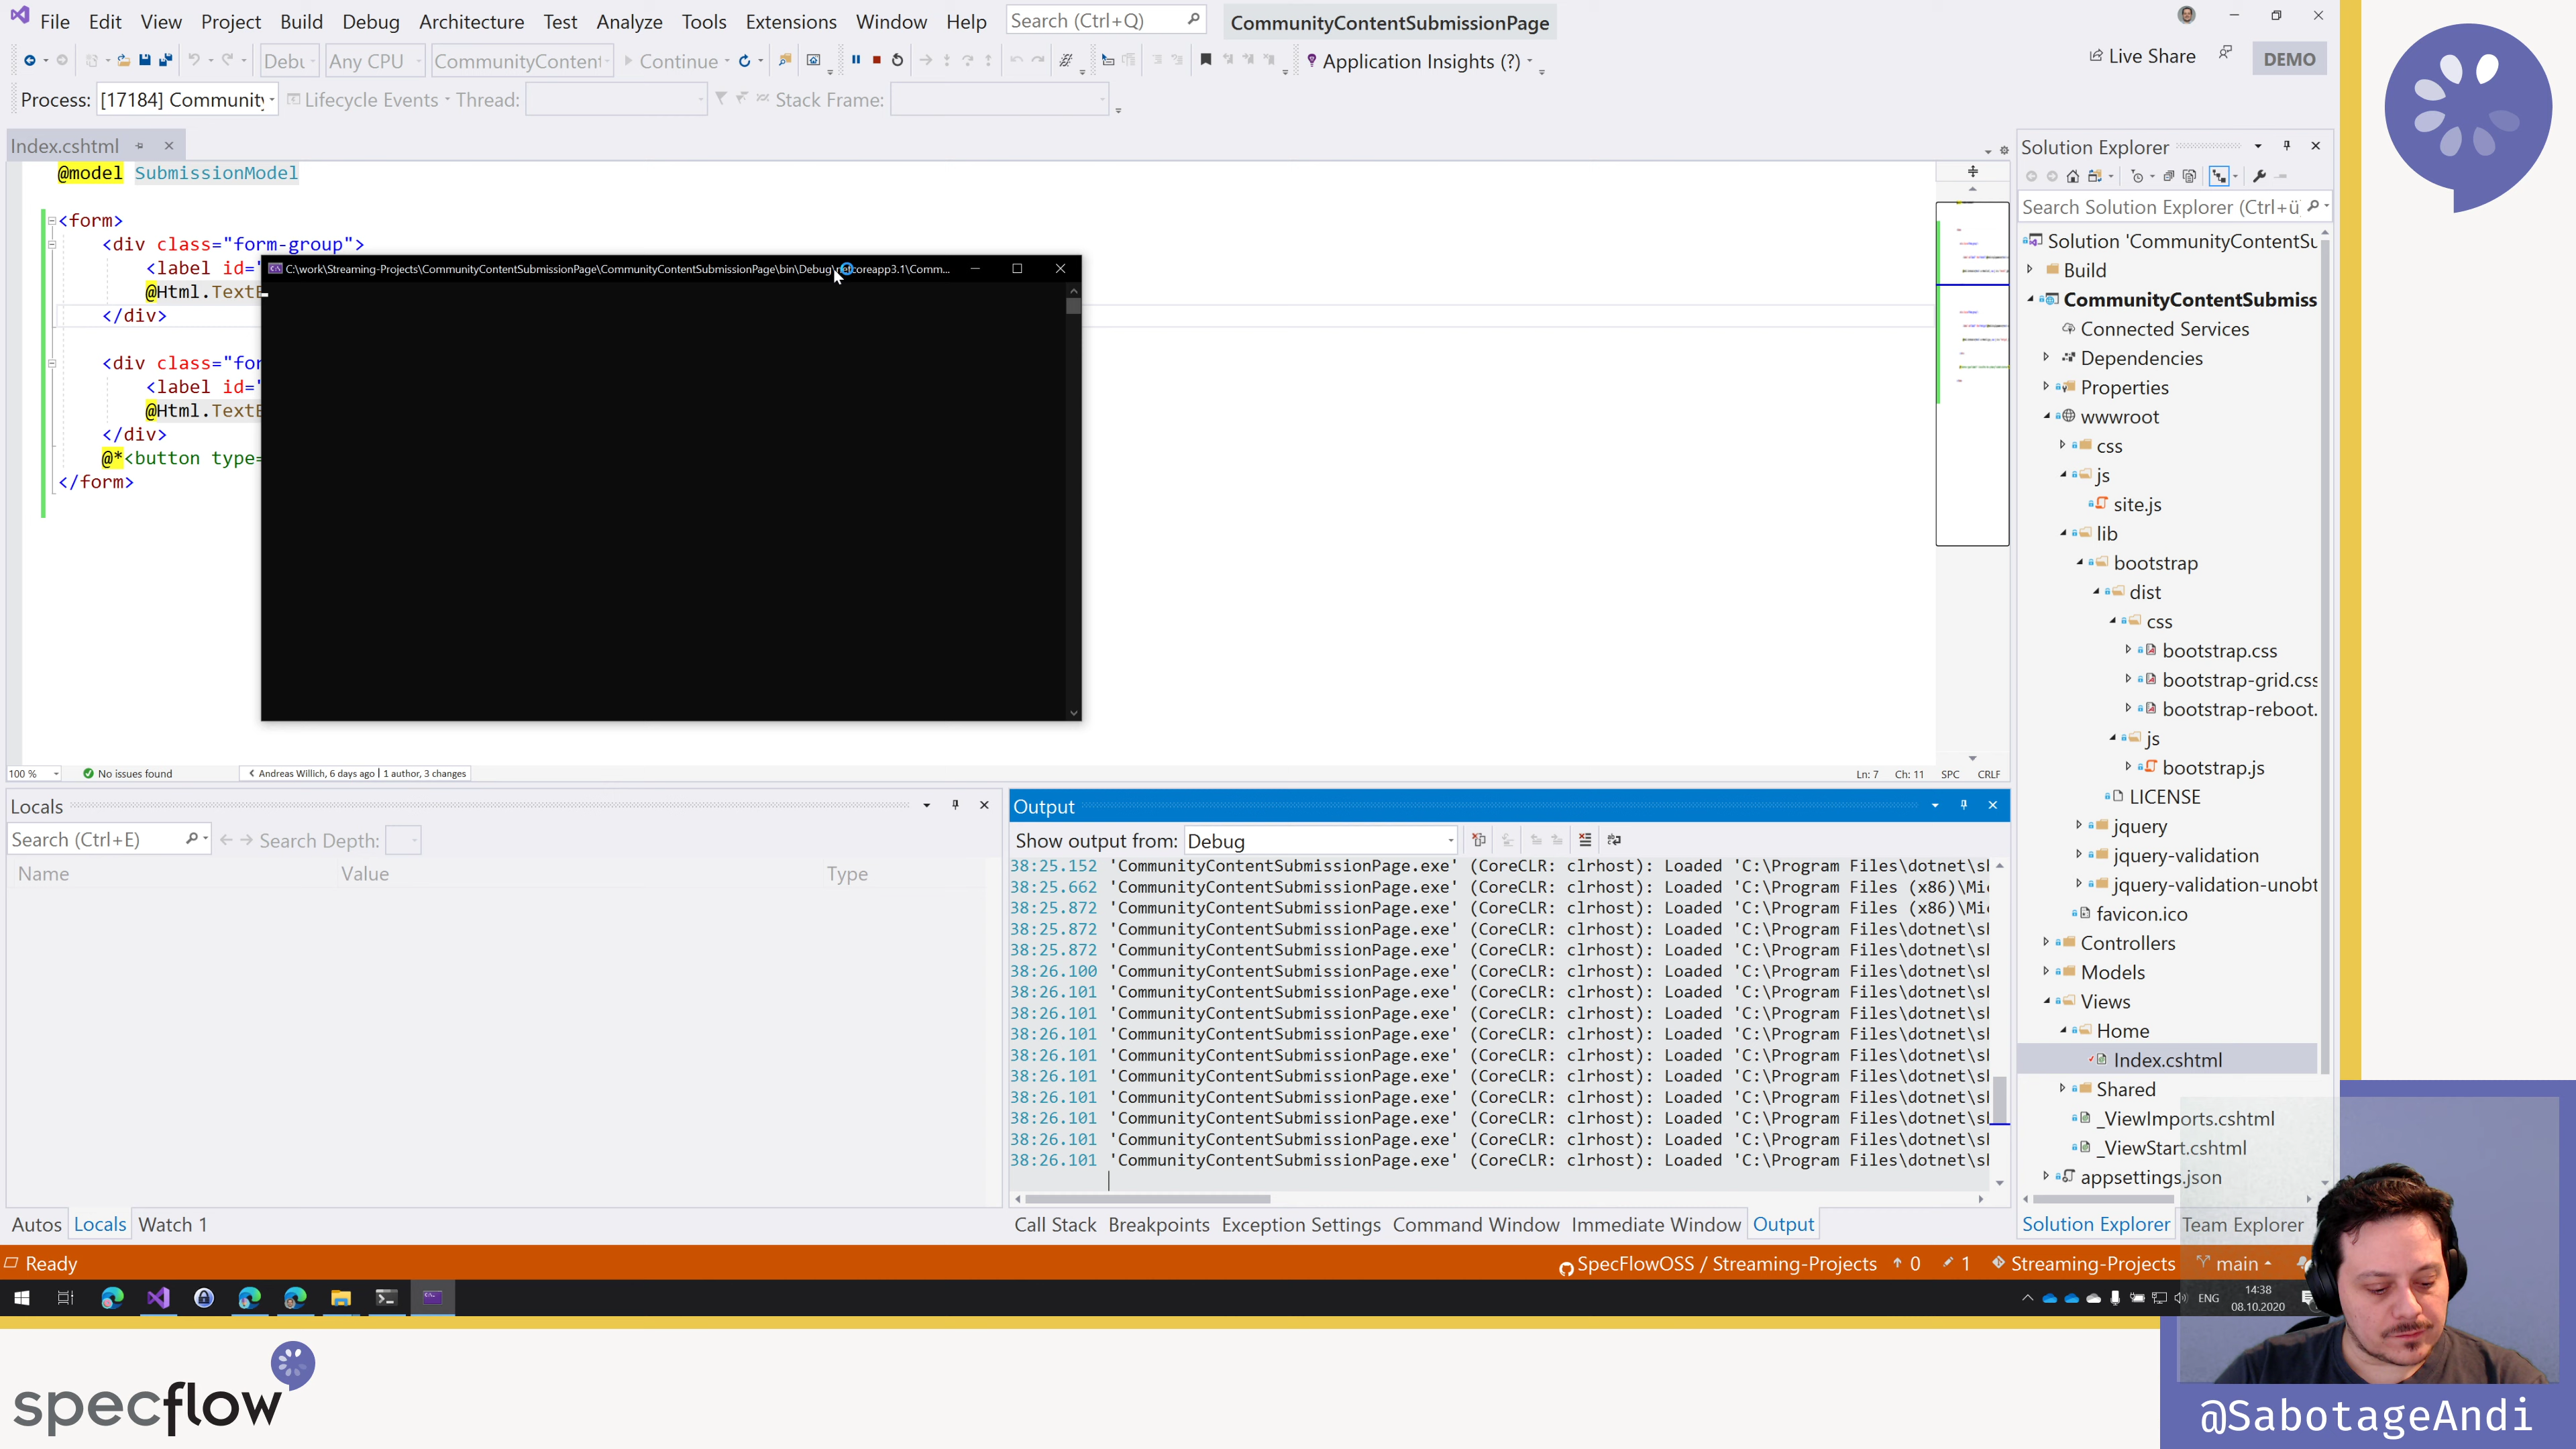 File Edit View Project Build Debug Architecture Test Analyze Tools Extensions Window Help Search (Ctrl+Q) CommunityContentSubmissionPage
Debu Any CPU CommunityContent Continue Application Insights (?) Live Share DEMO
Process: [17184] Community Lifecycle Events Thread: Stack Frame:
Index.cshtml
@model SubmissionModel
<form>
<div class="form-group">
<label id="
@Html.TextE
</div>
<div class="for
<label id="
@Html.TextE
</div>
@*<button type=
</form>
C:\work\Streaming-Projects\CommunityContentSubmissionPage\CommunityContentSubmissionPage\bin\Debug\netcoreapp3.1\Comm...
100 % No issues found Andreas Willich, 6 days ago | 1 author, 3 changes Ln: 7 Ch: 11 SPC CRLF
Locals
Search (Ctrl+E) Search Depth:
Name Value Type
Autos Locals Watch 1
Output
Show output from: Debug
38:25.152 'CommunityContentSubmissionPage.exe' (CoreCLR: clrhost): Loaded 'C:\Program Files\dotnet\sh
38:25.662 'CommunityContentSubmissionPage.exe' (CoreCLR: clrhost): Loaded 'C:\Program Files (x86)\Mic
38:25.872 'CommunityContentSubmissionPage.exe' (CoreCLR: clrhost): Loaded 'C:\Program Files (x86)\Mic
38:25.872 'CommunityContentSubmissionPage.exe' (CoreCLR: clrhost): Loaded 'C:\Program Files\dotnet\sh
38:25.872 'CommunityContentSubmissionPage.exe' (CoreCLR: clrhost): Loaded 'C:\Program Files\dotnet\sh
38:26.100 'CommunityContentSubmissionPage.exe' (CoreCLR: clrhost): Loaded 'C:\Program Files\dotnet\sh
38:26.101 'CommunityContentSubmissionPage.exe' (CoreCLR: clrhost): Loaded 'C:\Program Files\dotnet\sh
38:26.101 'CommunityContentSubmissionPage.exe' (CoreCLR: clrhost): Loaded 'C:\Program Files\dotnet\sh
38:26.101 'CommunityContentSubmissionPage.exe' (CoreCLR: clrhost): Loaded 'C:\Program Files\dotnet\sh
38:26.101 'CommunityContentSubmissionPage.exe' (CoreCLR: clrhost): Loaded 'C:\Program Files\dotnet\sh
38:26.101 'CommunityContentSubmissionPage.exe' (CoreCLR: clrhost): Loaded 'C:\Program Files\dotnet\sh
38:26.101 'CommunityContentSubmissionPage.exe' (CoreCLR: clrhost): Loaded 'C:\Program Files\dotnet\sh
38:26.101 'CommunityContentSubmissionPage.exe' (CoreCLR: clrhost): Loaded 'C:\Program Files\dotnet\sh
38:26.101 'CommunityContentSubmissionPage.exe' (CoreCLR: clrhost): Loaded 'C:\Program Files\dotnet\sh
38:26.101 'CommunityContentSubmissionPage.exe' (CoreCLR: clrhost): Loaded 'C:\Program Files\dotnet\sh
Call Stack Breakpoints Exception Settings Command Window Immediate Window Output
Solution Explorer
Search Solution Explorer (Ctrl+ü
Solution 'CommunityContentSu
Build
CommunityContentSubmiss
Connected Services
Dependencies
Properties
wwwroot
css
js
site.js
lib
bootstrap
dist
css
bootstrap.css
bootstrap-grid.css
bootstrap-reboot.
js
bootstrap.js
LICENSE
jquery
jquery-validation
jquery-validation-unobt
favicon.ico
Controllers
Models
Views
Home
Index.cshtml
Shared
_ViewImports.cshtml
_ViewStart.cshtml
appsettings.json
Solution Explorer Team Explorer
Ready SpecFlowOSS / Streaming-Projects 0 1 Streaming-Projects main
ENG 14:38
08.10.2020
specflow
@SabotageAndi